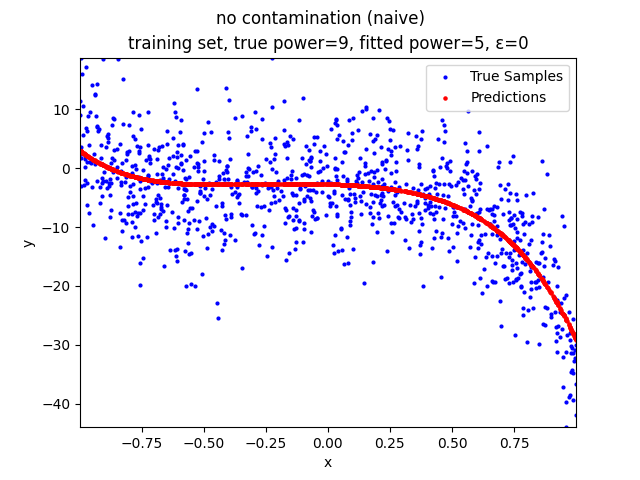 no contamination (naive)
training set, true power=9, fitted power=5, ε=0
True Samples
Predictions
y
10
0
−10
−20
−30
−40
−0.75 −0.50 −0.25 0.00 0.25 0.50 0.75
x